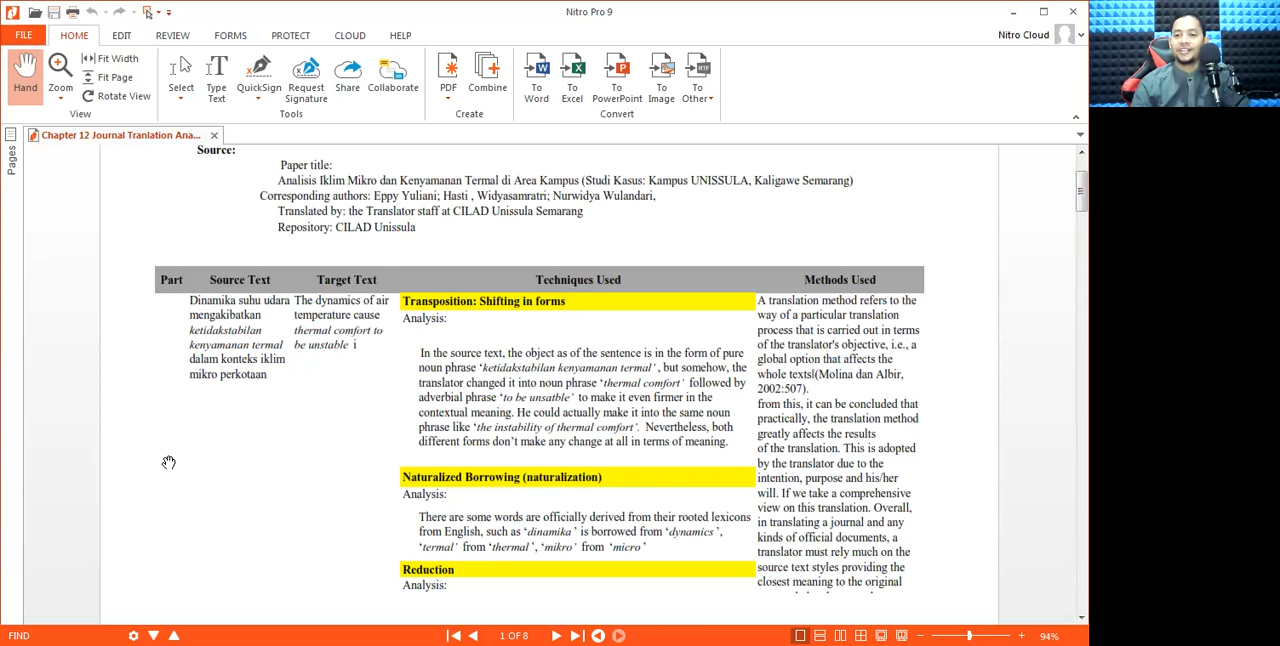 Nitro Pro 9
FILE HOME EDIT REVIEW FORMS PROTECT CLOUD HELP
Nitro Cloud
Hand
Zoom
Fit Width
Fit Page
Rotate View
Select
Type Text
QuickSign
Request Signature
Share
Collaborate
PDF
Combine
To Word
To Excel
To PowerPoint
To Image
To Other
View
Tools
Create
Convert
Chapter 12 Journal Tranlation Ana...
Pages
Source:
Paper title:
Analisis Iklim Mikro dan Kenyamanan Termal di Area Kampus (Studi Kasus: Kampus UNISSULA, Kaligawe Semarang)
Corresponding authors: Eppy Yuliani; Hasti , Widyasamratri; Nurwidya Wulandari,
Translated by: the Translator staff at CILAD Unissula Semarang
Repository: CILAD Unissula
Part Source Text Target Text Techniques Used Methods Used
Dinamika suhu udara
mengakibatkan
ketidakstabilan
kenyamanan termal
dalam konteks iklim
mikro perkotaan
The dynamics of air
temperature cause
thermal comfort to
be unstable i
Transposition: Shifting in forms
Analysis:
In the source text, the object as of the sentence is in the form of pure
noun phrase ‘ketidakstabilan kenyamanan termal’, but somehow, the
translator changed it into noun phrase ‘thermal comfort’ followed by
adverbial phrase ‘to be unsatble’ to make it even firmer in the
contextual meaning. He could actually make it into the same noun
phrase like ‘the instability of thermal comfort’. Nevertheless, both
different forms don’t make any change at all in terms of meaning.
Naturalized Borrowing (naturalization)
Analysis:
There are some words are officially derived from their rooted lexicons
from English, such as ‘dinamika’ is borrowed from ‘dynamics’,
‘termal’ from ‘thermal’, ‘mikro’ from ‘micro’
Reduction
Analysis:
A translation method refers to the
way of a particular translation
process that is carried out in terms
of the translator's objective, i.e., a
global option that affects the
whole texts‖(Molina dan Albir,
2002:507).
from this, it can be concluded that
practically, the translation method
greatly affects the results
of the translation. This is adopted
by the translator due to the
intention, purpose and his/her
will. If we take a comprehensive
view on this translation. Overall,
in translating a journal and any
kinds of official documents, a
translator must rely much on the
source text styles providing the
closest meaning to the original
FIND
1 OF 8
94%